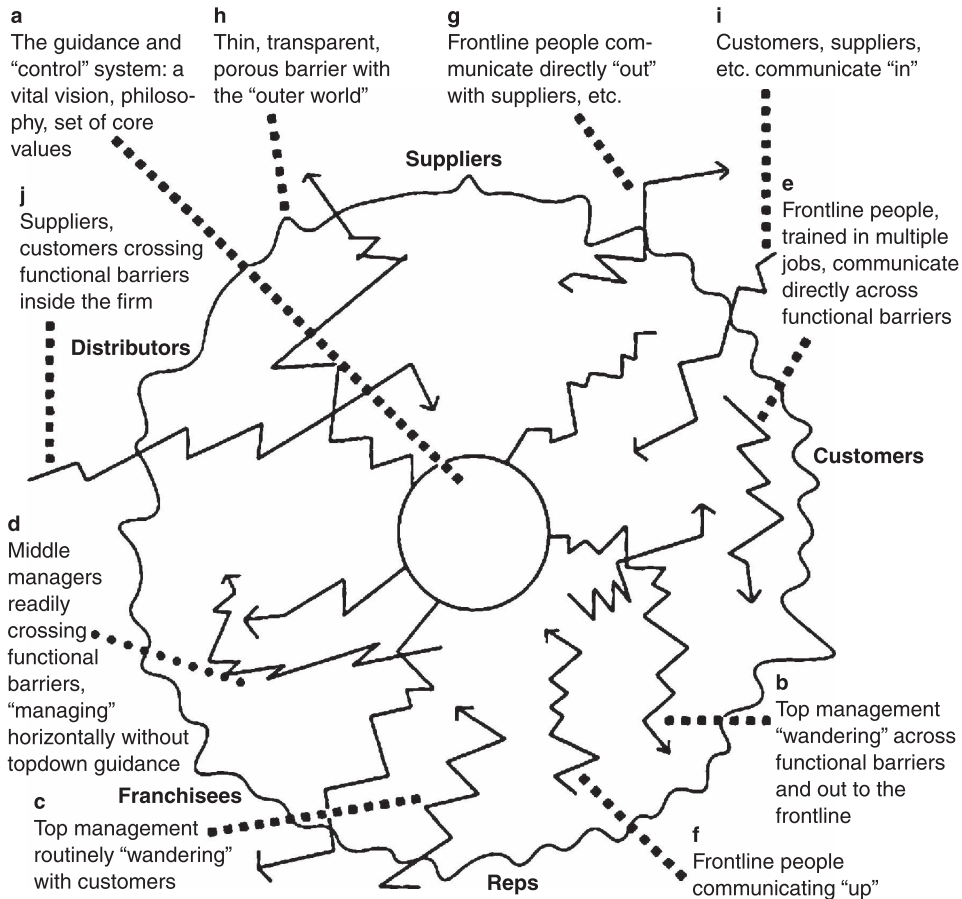 a
The guidance and
“control” system: a
vital vision, philoso-
phy, set of core
values
h
Thin, transparent,
porous barrier with
the “outer world”
g
Frontline people com-
municate directly “out”
with suppliers, etc.
i
Customers, suppliers,
etc. communicate “in”
Suppliers
j
Suppliers,
customers crossing
functional barriers
inside the firm
e
Frontline people,
trained in multiple
jobs, communicate
directly across
functional barriers
Distributors
Customers
d
Middle
managers
readily
crossing
functional
barriers,
“managing”
horizontally without
topdown guidance
b
Top management
“wandering” across
functional barriers
and out to the
frontline
Franchisees
c
Top management
routinely “wandering”
with customers
Reps
f
Frontline people
communicating “up”